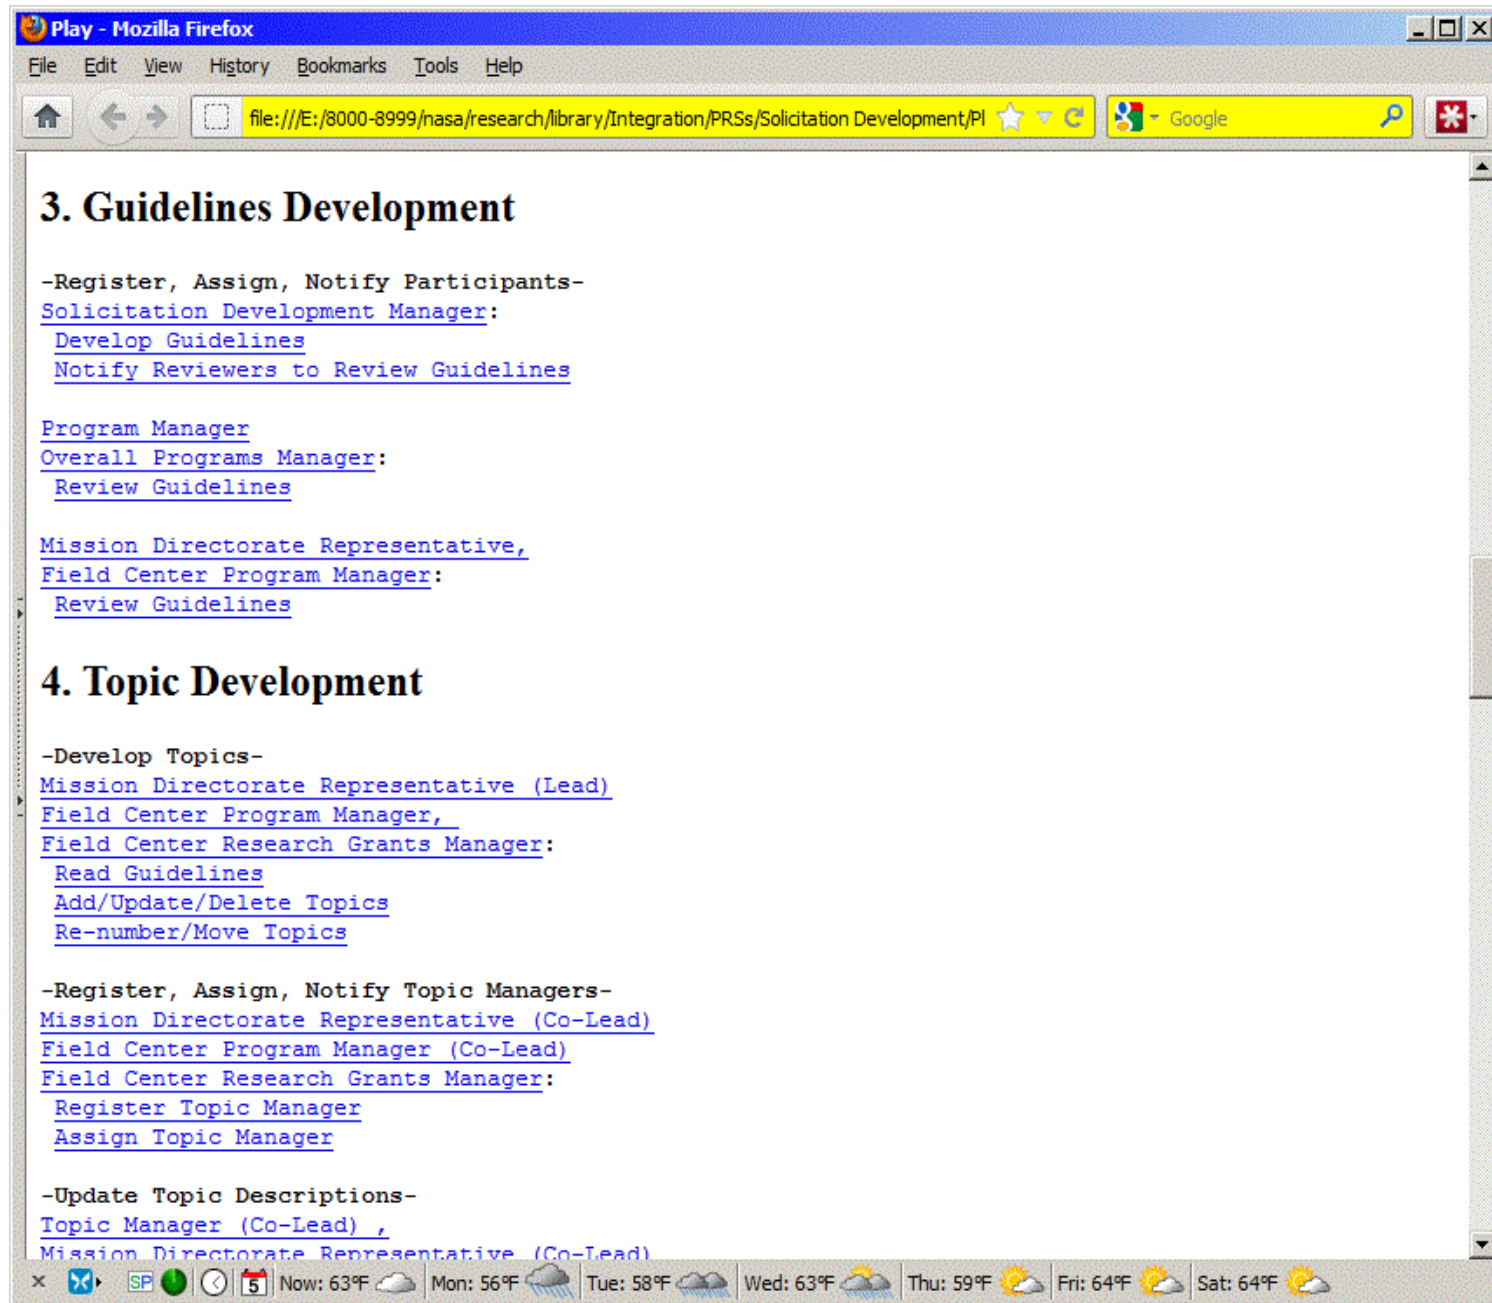 Play - Mozilla Firefox
File Edit View History Bookmarks Tools Help
file:///E:/8000-8999/nasa/research/library/Integration/PRSs/Solicitation Development/Pl
Google
3. Guidelines Development
-Register, Assign, Notify Participants-
Solicitation Development Manager:
Develop Guidelines
Notify Reviewers to Review Guidelines
Program Manager
Overall Programs Manager:
Review Guidelines
Mission Directorate Representative,
Field Center Program Manager:
Review Guidelines
4. Topic Development
-Develop Topics-
Mission Directorate Representative (Lead)
Field Center Program Manager,
Field Center Research Grants Manager:
Read Guidelines
Add/Update/Delete Topics
Re-number/Move Topics
-Register, Assign, Notify Topic Managers-
Mission Directorate Representative (Co-Lead)
Field Center Program Manager (Co-Lead)
Field Center Research Grants Manager:
Register Topic Manager
Assign Topic Manager
-Update Topic Descriptions-
Topic Manager (Co-Lead) ,
Mission Directorate Representative (Co-Lead)
SP 5 Now: 63°F Mon: 56°F Tue: 58°F Wed: 63°F Thu: 59°F Fri: 64°F Sat: 64°F